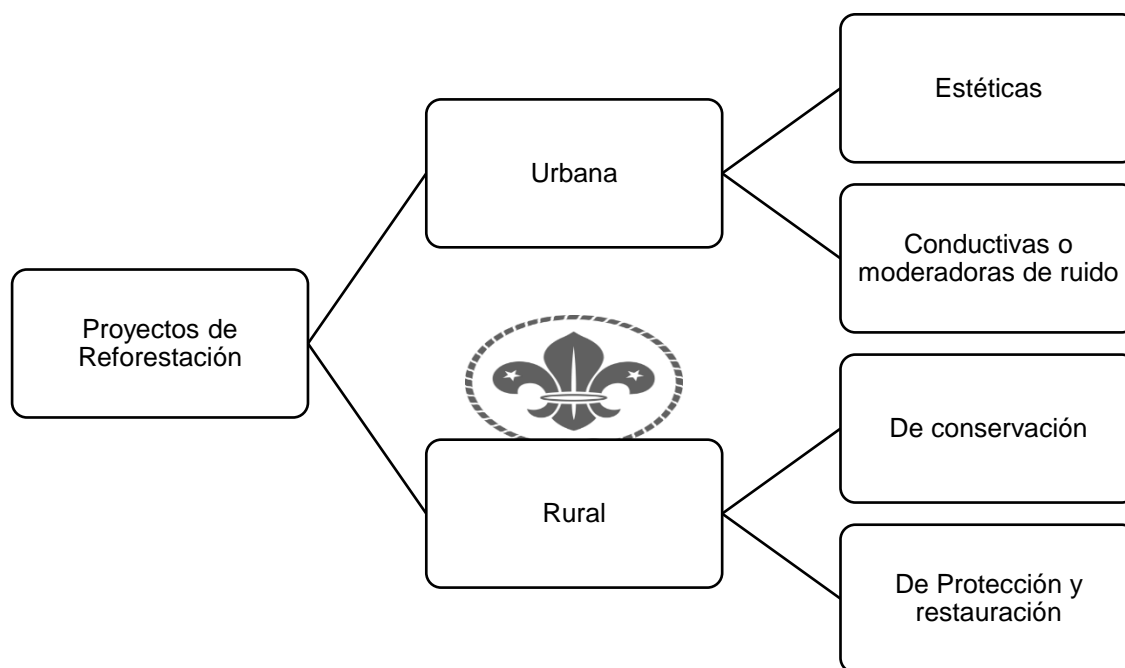 Estéticas
Urbana
Conductivas o
moderadoras de ruido
Proyectos de
Reforestación
De conservación
Rural
De Protección y
restauración